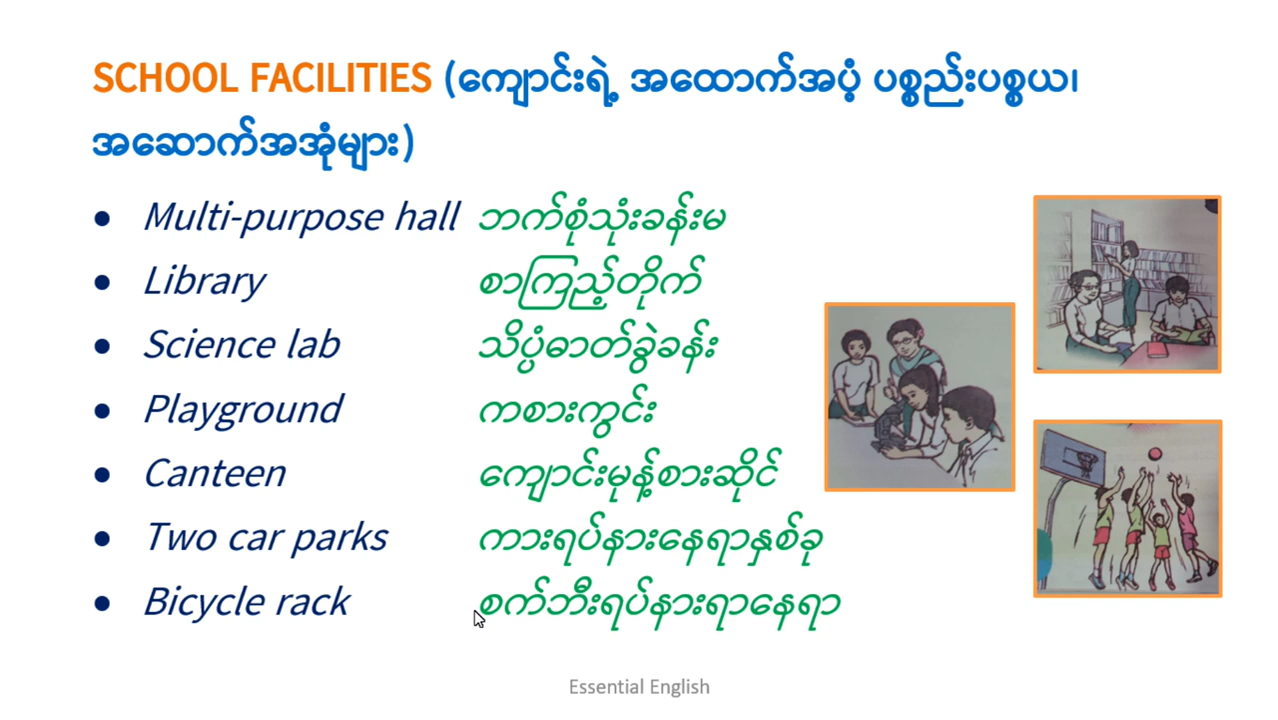 SCHOOL FACILITIES (ကျောင်းရဲ့ အထောက်အပံ့ ပစ္စည်းပစ္စယ၊
အဆောက်အအုံများ)
• Multi-purpose hall ဘက်စုံသုံးခန်းမ
• Library စာကြည့်တိုက်
• Science lab သိပ္ပံဓာတ်ခွဲခန်း
• Playground ကစားကွင်း
• Canteen ကျောင်းမုန့်စားဆိုင်
• Two car parks ကားရပ်နားနေရာနှစ်ခု
• Bicycle rack စက်ဘီးရပ်နားရာနေရာ
Essential English